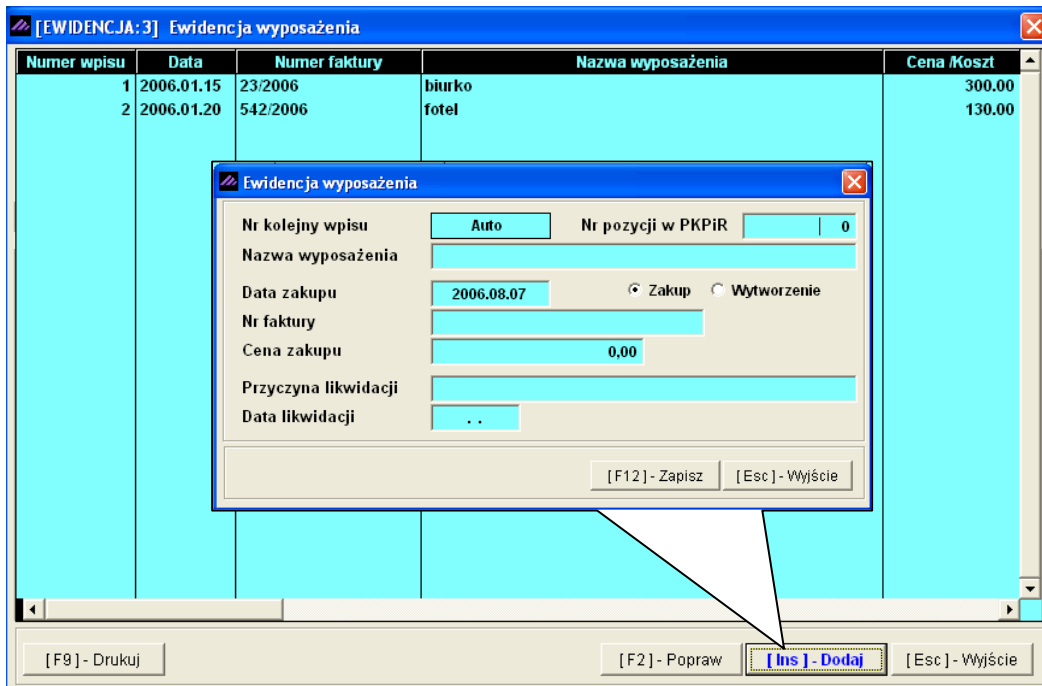 [EWIDENCJA:3] Ewidencja wyposażenia
Numer wpisu Data Numer faktury Nazwa wyposażenia Cena /Koszt
1 2006.01.15 23/2006 biurko 300.00
2 2006.01.20 542/2006 fotel 130.00
Ewidencja wyposażenia
Nr kolejny wpisu Auto Nr pozycji w PKPiR 0
Nazwa wyposażenia
Data zakupu 2006.08.07 Zakup Wytworzenie
Nr faktury
Cena zakupu 0,00
Przyczyna likwidacji
Data likwidacji . .
[F12] - Zapisz [Esc] - Wyjście
[F9] - Drukuj [F2] - Popraw [Ins] - Dodaj [Esc] - Wyjście